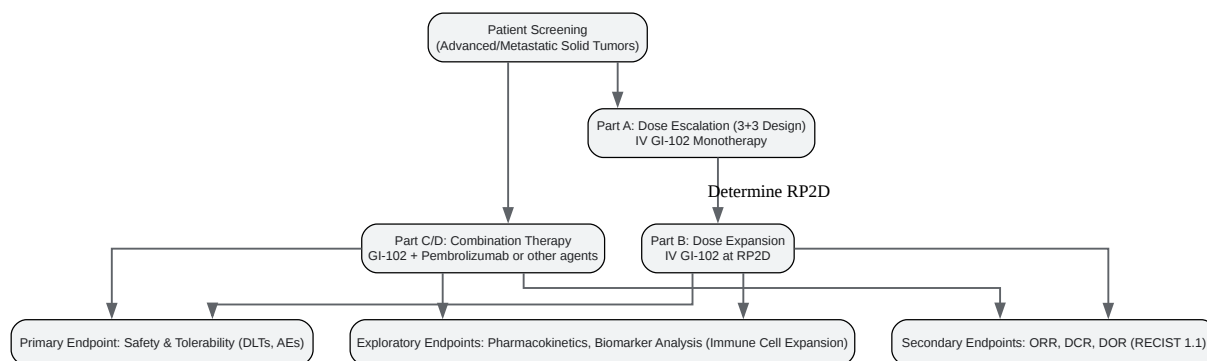 Patient Screening
(Advanced/Metastatic Solid Tumors)
Part A: Dose Escalation (3+3 Design)
IV GI-102 Monotherapy
Determine RP2D
Part C/D: Combination Therapy
GI-102 + Pembrolizumab or other agents
Part B: Dose Expansion
IV GI-102 at RP2D
Primary Endpoint: Safety & Tolerability (DLTs, AEs)
Exploratory Endpoints: Pharmacokinetics, Biomarker Analysis (Immune Cell Expansion)
Secondary Endpoints: ORR, DCR, DOR (RECIST 1.1)